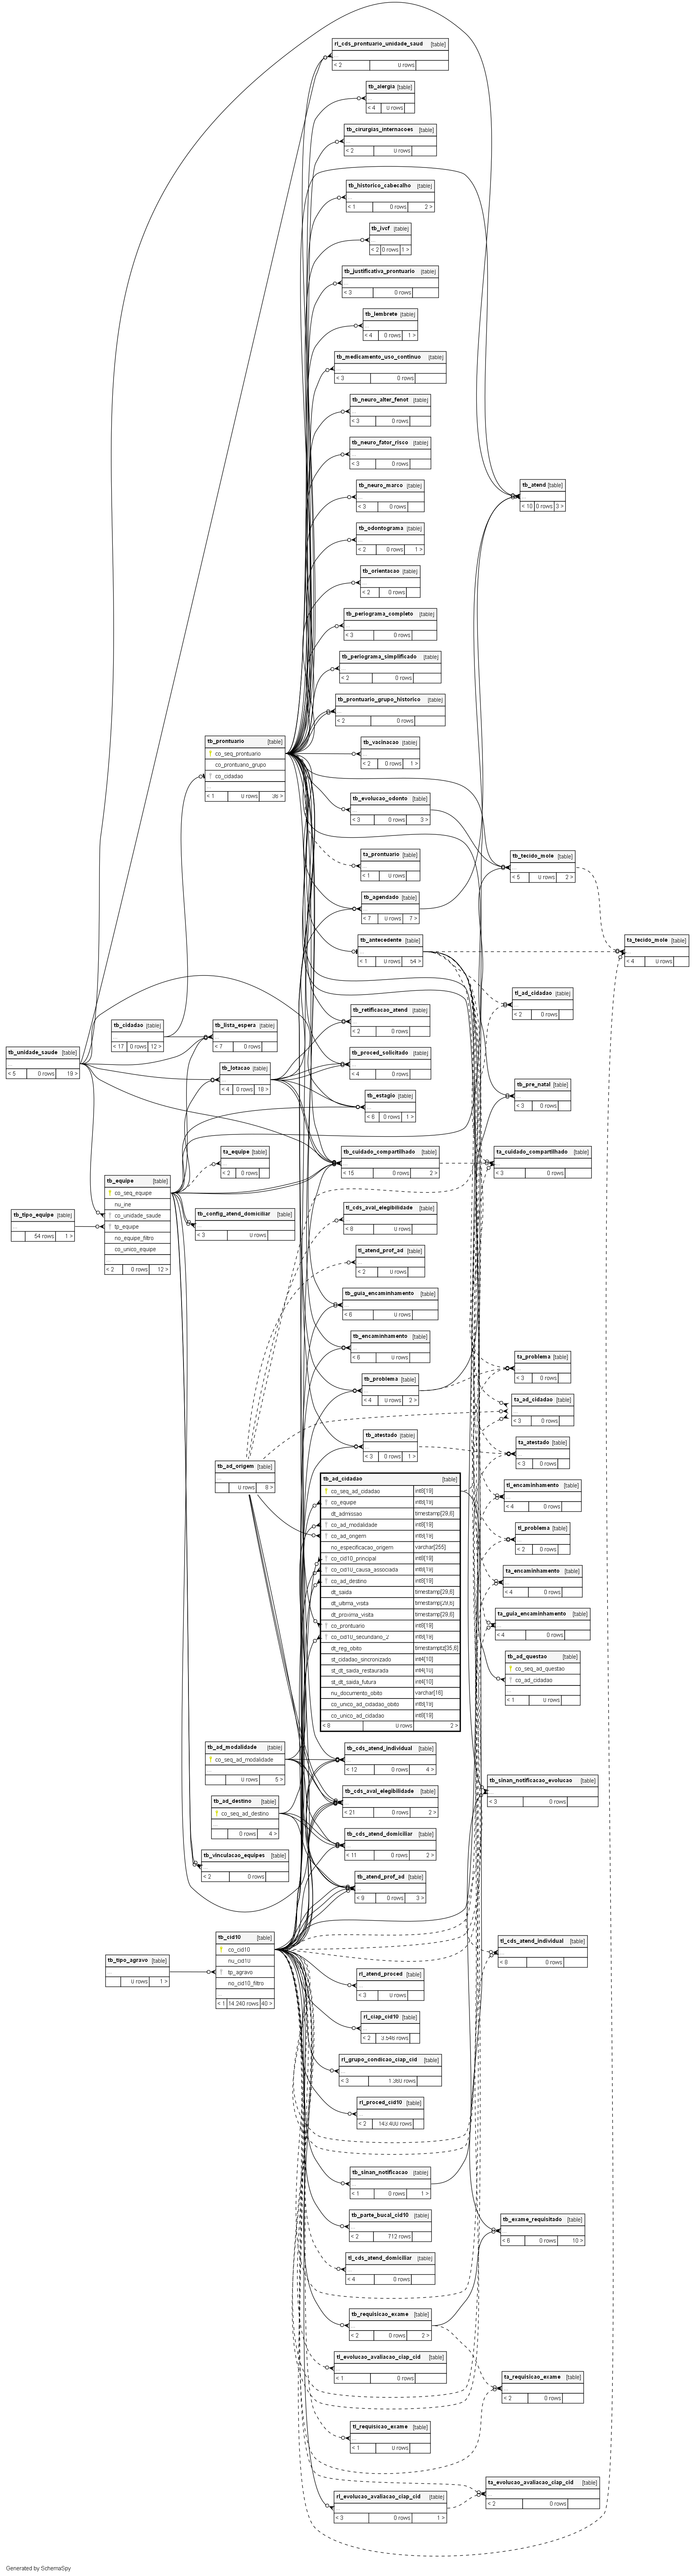 rl_cds_prontuario_unidade_saud [table]
...
< 2 0 rows
tb_alergia [table]
...
< 4 0 rows
tb_cirurgias_internacoes [table]
...
< 2 0 rows
tb_historico_cabecalho [table]
...
< 1 0 rows 2 >
tb_ivcf [table]
...
< 2 0 rows 1 >
tb_justificativa_prontuario [table]
...
< 3 0 rows
tb_lembrete [table]
...
< 4 0 rows 1 >
tb_medicamento_uso_continuo [table]
...
< 3 0 rows
tb_neuro_alter_fenot [table]
...
< 3 0 rows
tb_neuro_fator_risco [table]
...
< 3 0 rows
tb_neuro_marco [table]
...
< 3 0 rows
tb_atend [table]
...
< 10 0 rows 3 >
tb_odontograma [table]
...
< 2 0 rows 1 >
tb_orientacao [table]
...
< 2 0 rows
tb_periograma_completo [table]
...
< 3 0 rows
tb_periograma_simplificado [table]
...
< 2 0 rows
tb_prontuario_grupo_historico [table]
...
< 2 0 rows
tb_prontuario [table]
co_seq_prontuario
co_prontuario_grupo
co_cidadao
...
< 1 0 rows 36 >
tb_vacinacao [table]
...
< 2 0 rows 1 >
tb_evolucao_odonto [table]
...
< 3 0 rows 3 >
ta_prontuario [table]
...
< 1 0 rows
tb_tecido_mole [table]
...
< 5 0 rows 2 >
tb_agendado [table]
...
< 7 0 rows 7 >
tb_antecedente [table]
...
< 1 0 rows 54 >
ta_tecido_mole [table]
...
< 4 0 rows
tl_ad_cidadao [table]
...
< 2 0 rows
tb_retificacao_atend [table]
...
< 2 0 rows
tb_cidadao [table]
...
< 17 0 rows 12 >
tb_lista_espera [table]
...
< 7 0 rows
tb_unidade_saude [table]
...
< 5 0 rows 19 >
tb_proced_solicitado [table]
...
< 4 0 rows
tb_lotacao [table]
...
< 4 0 rows 18 >
tb_pre_natal [table]
...
< 3 0 rows
tb_estagio [table]
...
< 8 0 rows 1 >
ta_equipe [table]
...
< 2 0 rows
tb_cuidado_compartilhado [table]
...
< 15 0 rows 2 >
ta_cuidado_compartilhado [table]
...
< 3 0 rows
tb_equipe [table]
co_seq_equipe
nu_ine
co_unidade_saude
tp_equipe
no_equipe_filtro
co_unico_equipe
...
< 2 0 rows 12 >
tb_tipo_equipe [table]
...
54 rows 1 >
tb_config_atend_domiciliar [table]
...
< 3 0 rows
tl_cds_aval_elegibilidade [table]
...
< 8 0 rows
tl_atend_prof_ad [table]
...
< 2 0 rows
tb_guia_encaminhamento [table]
...
< 6 0 rows
tb_encaminhamento [table]
...
< 6 0 rows
tb_problema [table]
...
< 4 0 rows 2 >
ta_problema [table]
...
< 3 0 rows
ta_ad_cidadao [table]
...
< 3 0 rows
tb_atestado [table]
...
< 3 0 rows 1 >
ta_atestado [table]
...
< 3 0 rows
tb_ad_origem [table]
...
0 rows 8 >
tb_ad_cidadao [table]
co_seq_ad_cidadao int8[19]
co_equipe int8[19]
dt_admissao timestamp[29,6]
co_ad_modalidade int8[19]
co_ad_origem int8[19]
no_especificacao_origem varchar[255]
co_cid10_principal int8[19]
co_cid10_causa_associada int8[19]
co_ad_destino int8[19]
dt_saida timestamp[29,6]
dt_ultima_visita timestamp[29,6]
dt_proxima_visita timestamp[29,6]
co_prontuario int8[19]
co_cid10_secundario_2 int8[19]
dt_reg_obito timestamptz[35,6]
st_cidadao_sincronizado int4[10]
st_dt_saida_restaurada int4[10]
st_dt_saida_futura int4[10]
nu_documento_obito varchar[16]
co_unico_ad_cidadao_obito int8[19]
co_unico_ad_cidadao int8[19]
< 8 0 rows 2 >
tl_encaminhamento [table]
...
< 4 0 rows
tl_problema [table]
...
< 2 0 rows
ta_encaminhamento [table]
...
< 4 0 rows
ta_guia_encaminhamento [table]
...
< 4 0 rows
tb_ad_questao [table]
co_seq_ad_questao
co_ad_cidadao
...
< 1 0 rows
tb_ad_modalidade [table]
co_seq_ad_modalidade
...
0 rows 5 >
tb_cds_atend_individual [table]
...
< 12 0 rows 4 >
tb_sinan_notificacao_evolucao [table]
...
< 3 0 rows
tb_cds_aval_elegibilidade [table]
...
< 21 0 rows 2 >
tb_ad_destino [table]
co_seq_ad_destino
...
0 rows 4 >
tb_cds_atend_domiciliar [table]
...
< 11 0 rows 2 >
tb_vinculacao_equipes [table]
...
< 2 0 rows
tb_atend_prof_ad [table]
...
< 9 0 rows 3 >
tb_cid10 [table]
co_cid10
nu_cid10
tp_agravo
no_cid10_filtro
...
< 1 14.240 rows 40 >
tb_tipo_agravo [table]
...
0 rows 1 >
tl_cds_atend_individual [table]
...
< 8 0 rows
rl_atend_proced [table]
...
< 3 0 rows
rl_ciap_cid10 [table]
...
< 2 3.546 rows
rl_grupo_condicao_ciap_cid [table]
...
< 3 1.360 rows
rl_proced_cid10 [table]
...
< 2 143.400 rows
tb_sinan_notificacao [table]
...
< 1 0 rows 1 >
tb_parte_bucal_cid10 [table]
...
< 2 712 rows
tb_exame_requisitado [table]
...
< 6 0 rows 10 >
tl_cds_atend_domiciliar [table]
...
< 4 0 rows
tb_requisicao_exame [table]
...
< 2 0 rows 2 >
tl_evolucao_avaliacao_ciap_cid [table]
...
< 1 0 rows
ta_requisicao_exame [table]
...
< 2 0 rows
tl_requisicao_exame [table]
...
< 1 0 rows
rl_evolucao_avaliacao_ciap_cid [table]
...
< 3 0 rows 1 >
ta_evolucao_avaliacao_ciap_cid [table]
...
< 2 0 rows
Generated by SchemaSpy